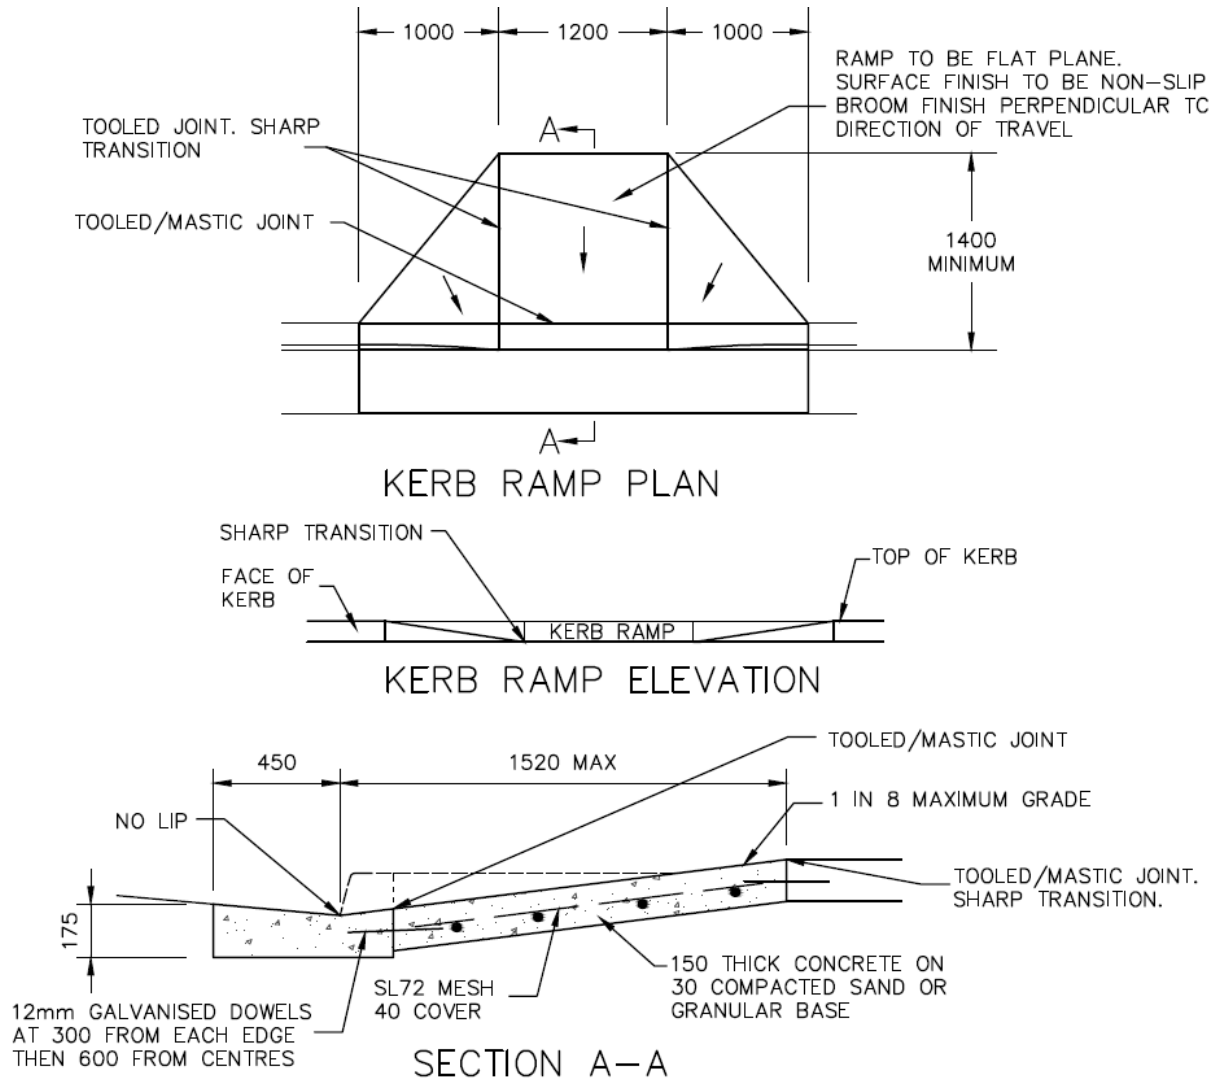 1000
1200
1000
RAMP TO BE FLAT PLANE.
SURFACE FINISH TO BE NON-SLIP
BROOM FINISH PERPENDICULAR TC
DIRECTION OF TRAVEL
TOOLED JOINT. SHARP
TRANSITION
A
TOOLED/MASTIC JOINT
1400
MINIMUM
A
KERB RAMP PLAN
SHARP TRANSITION
TOP OF KERB
FACE OF
KERB
KERB RAMP
KERB RAMP ELEVATION
TOOLED/MASTIC JOINT
450
1520 MAX
1 IN 8 MAXIMUM GRADE
NO LIP
TOOLED/MASTIC JOINT.
SHARP TRANSITION.
175
150 THICK CONCRETE ON
30 COMPACTED SAND OR
GRANULAR BASE
SL72 MESH
40 COVER
12mm GALVANISED DOWELS
AT 300 FROM EACH EDGE
THEN 600 FROM CENTRES
SECTION A-A